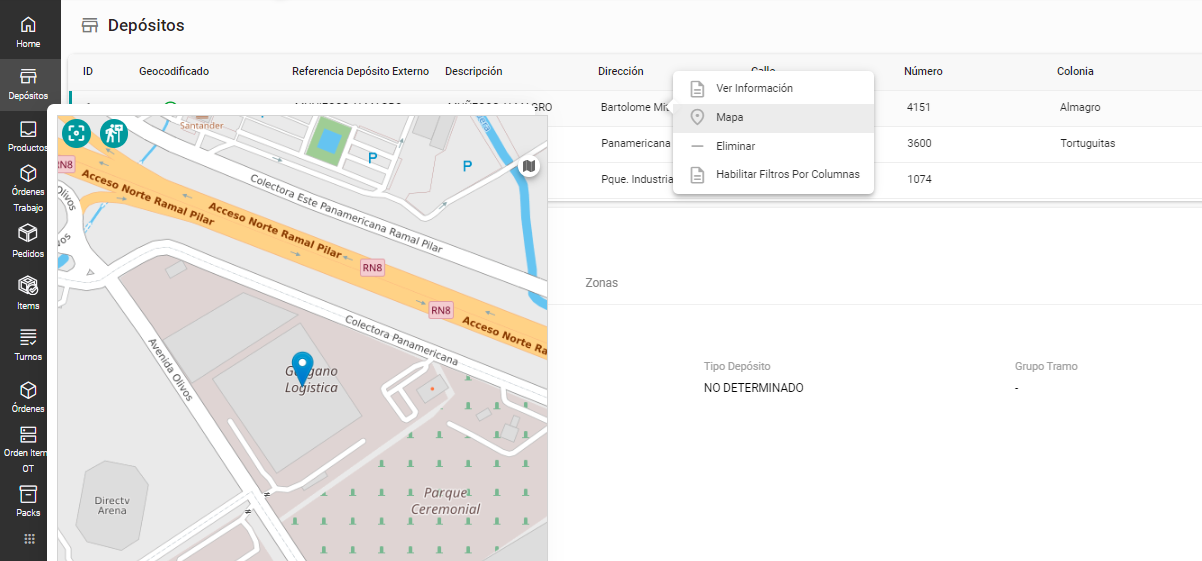 Home
Depósitos
Productos
Órdenes
Trabajo
Pedidos
Items
Turnos
Órdenes
Orden Item
OT
Packs
Depósitos
ID Geocodificado Referencia Depósito Externo Descripción Dirección Calle Número Colonia
MUÑECOS ALMAGRO Bartolome Mit 4151 Almagro
Panamericana 3600 Tortuguitas
Pque. Industria 1074
Ver Información
Mapa
Eliminar
Habilitar Filtros Por Columnas
Santander
P
P
RN8
Acceso Norte Ramal Pilar
Acceso Norte Ramal Pilar
Colectora Este Panamericana Ramal Pilar
Olivos
RN8
RN8
Acceso Norte Ra
Colectora Panamericana
Avenida Olivos
Logistica
Directv
Arena
Parque
Ceremonial
Zonas
Tipo Depósito
NO DETERMINADO
Grupo Tramo
-